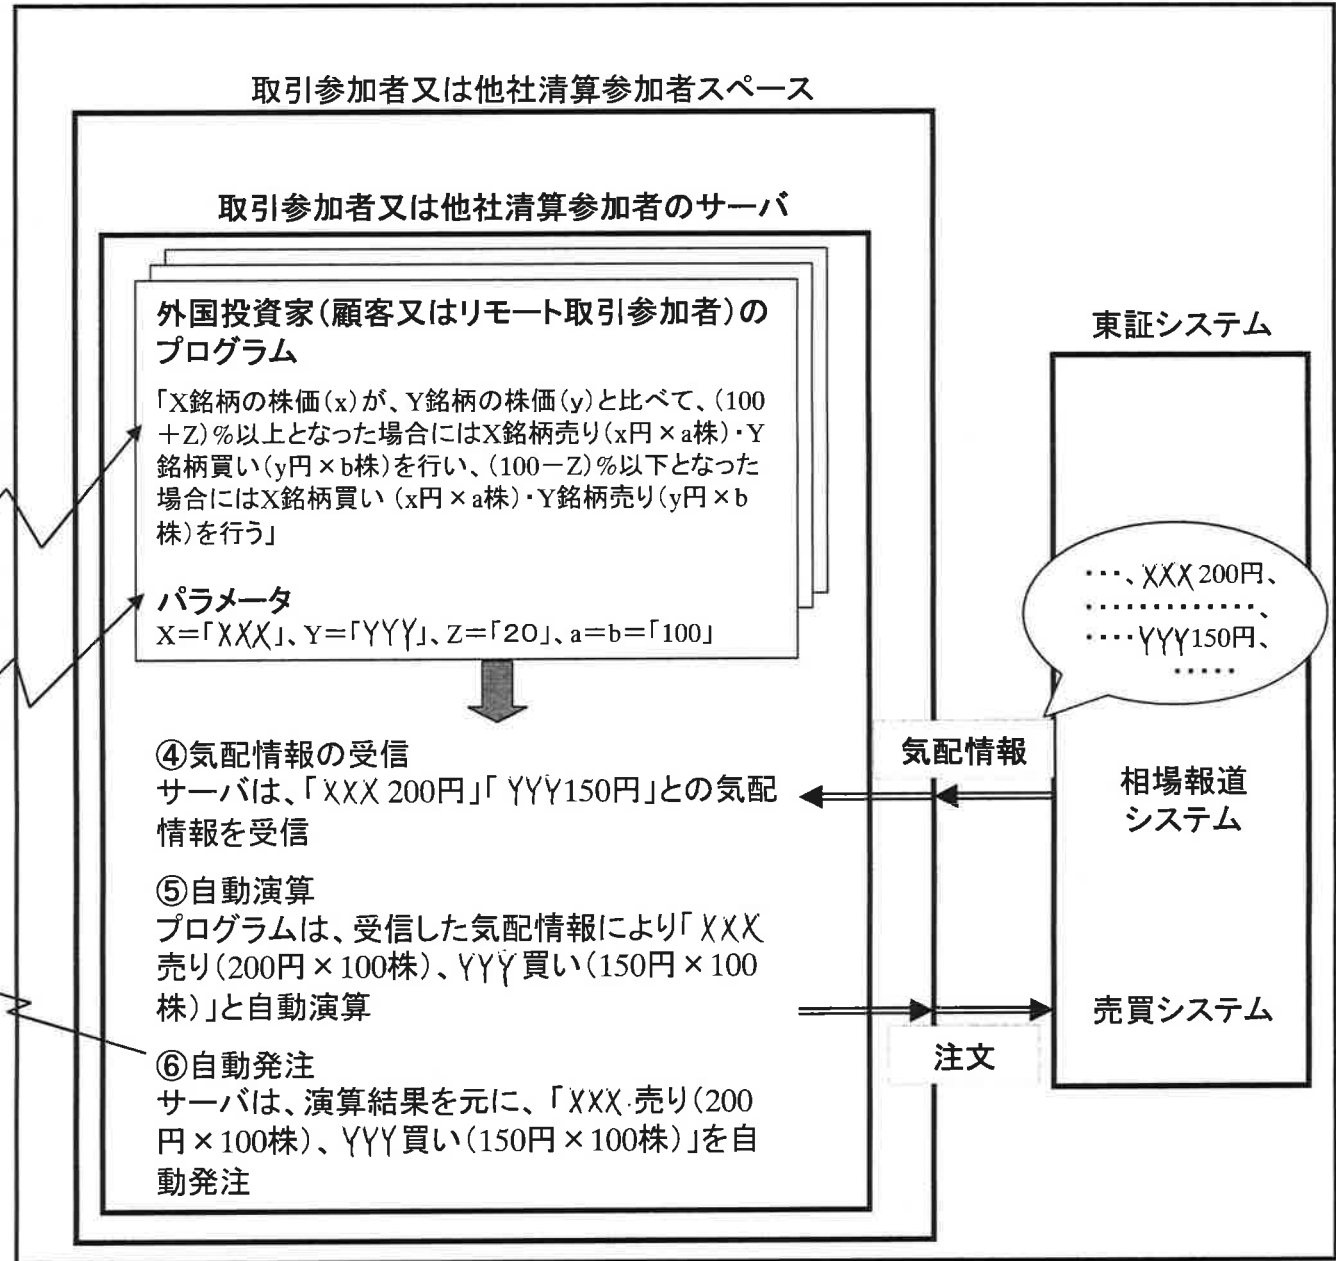 取引参加者又は他社清算参加者スペース
取引参加者又は他社清算参加者のサーバ
外国投資家(顧客又はリモート取引参加者)の
プログラム
「X銘柄の株価(x)が、Y銘柄の株価(y)と比べて、(100
+Z)%以上となった場合にはX銘柄売り(x円×a株)・Y
銘柄買い(y円×b株)を行い、(100-Z)%以下となった
場合にはX銘柄買い (x円×a株)・Y銘柄売り(y円×b
株)を行う」
パラメータ
X=「XXX」、Y=「YYY」、Z=「20」、a=b=「100」
④気配情報の受信
サーバは、「XXX 200円」「YYY150円」との気配
情報を受信
⑤自動演算
プログラムは、受信した気配情報により「XXX
売り(200円×100株)、YYY買い(150円×100
株)」と自動演算
⑥自動発注
サーバは、演算結果を元に、「XXX 売り(200
円×100株)、YYY買い(150円×100株)」を自
動発注
気配情報
注文
東証システム
・・・、XXX 200円、
・・・・・・・・・・・・・、
・・・・YYY150円、
・・・・・
相場報道
システム
売買システム